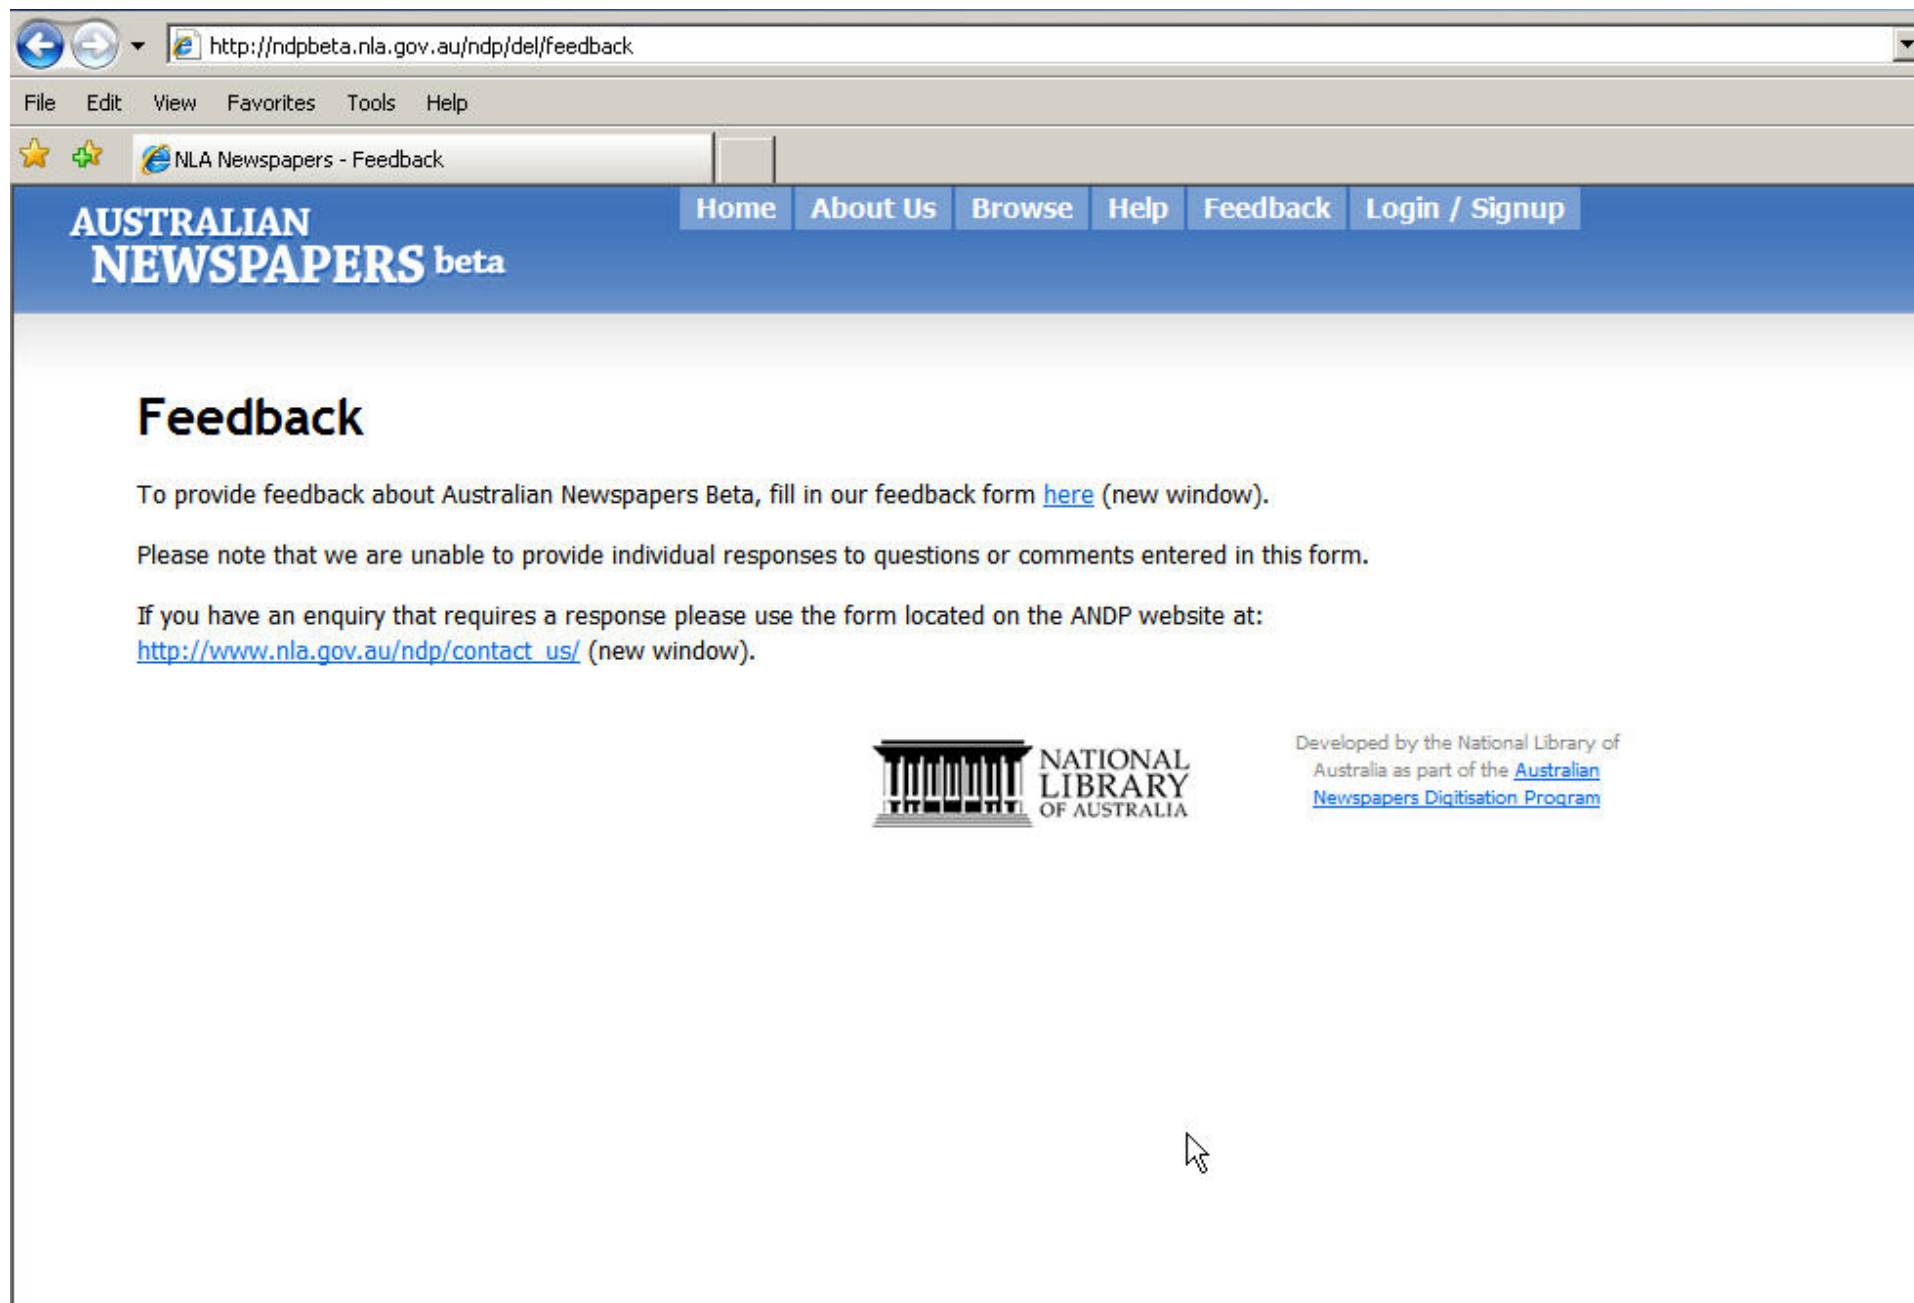 http://ndpbeta.nla.gov.au/ndp/del/feedback
File Edit View Favorites Tools Help
NLA Newspapers - Feedback
AUSTRALIAN
NEWSPAPERS beta
Home About Us Browse Help Feedback Login / Signup
Feedback
To provide feedback about Australian Newspapers Beta, fill in our feedback form here (new window).
Please note that we are unable to provide individual responses to questions or comments entered in this form.
If you have an enquiry that requires a response please use the form located on the ANDP website at:
http://www.nla.gov.au/ndp/contact_us/ (new window).
NATIONAL
LIBRARY
OF AUSTRALIA
Developed by the National Library of
Australia as part of the Australian
Newspapers Digitisation Program